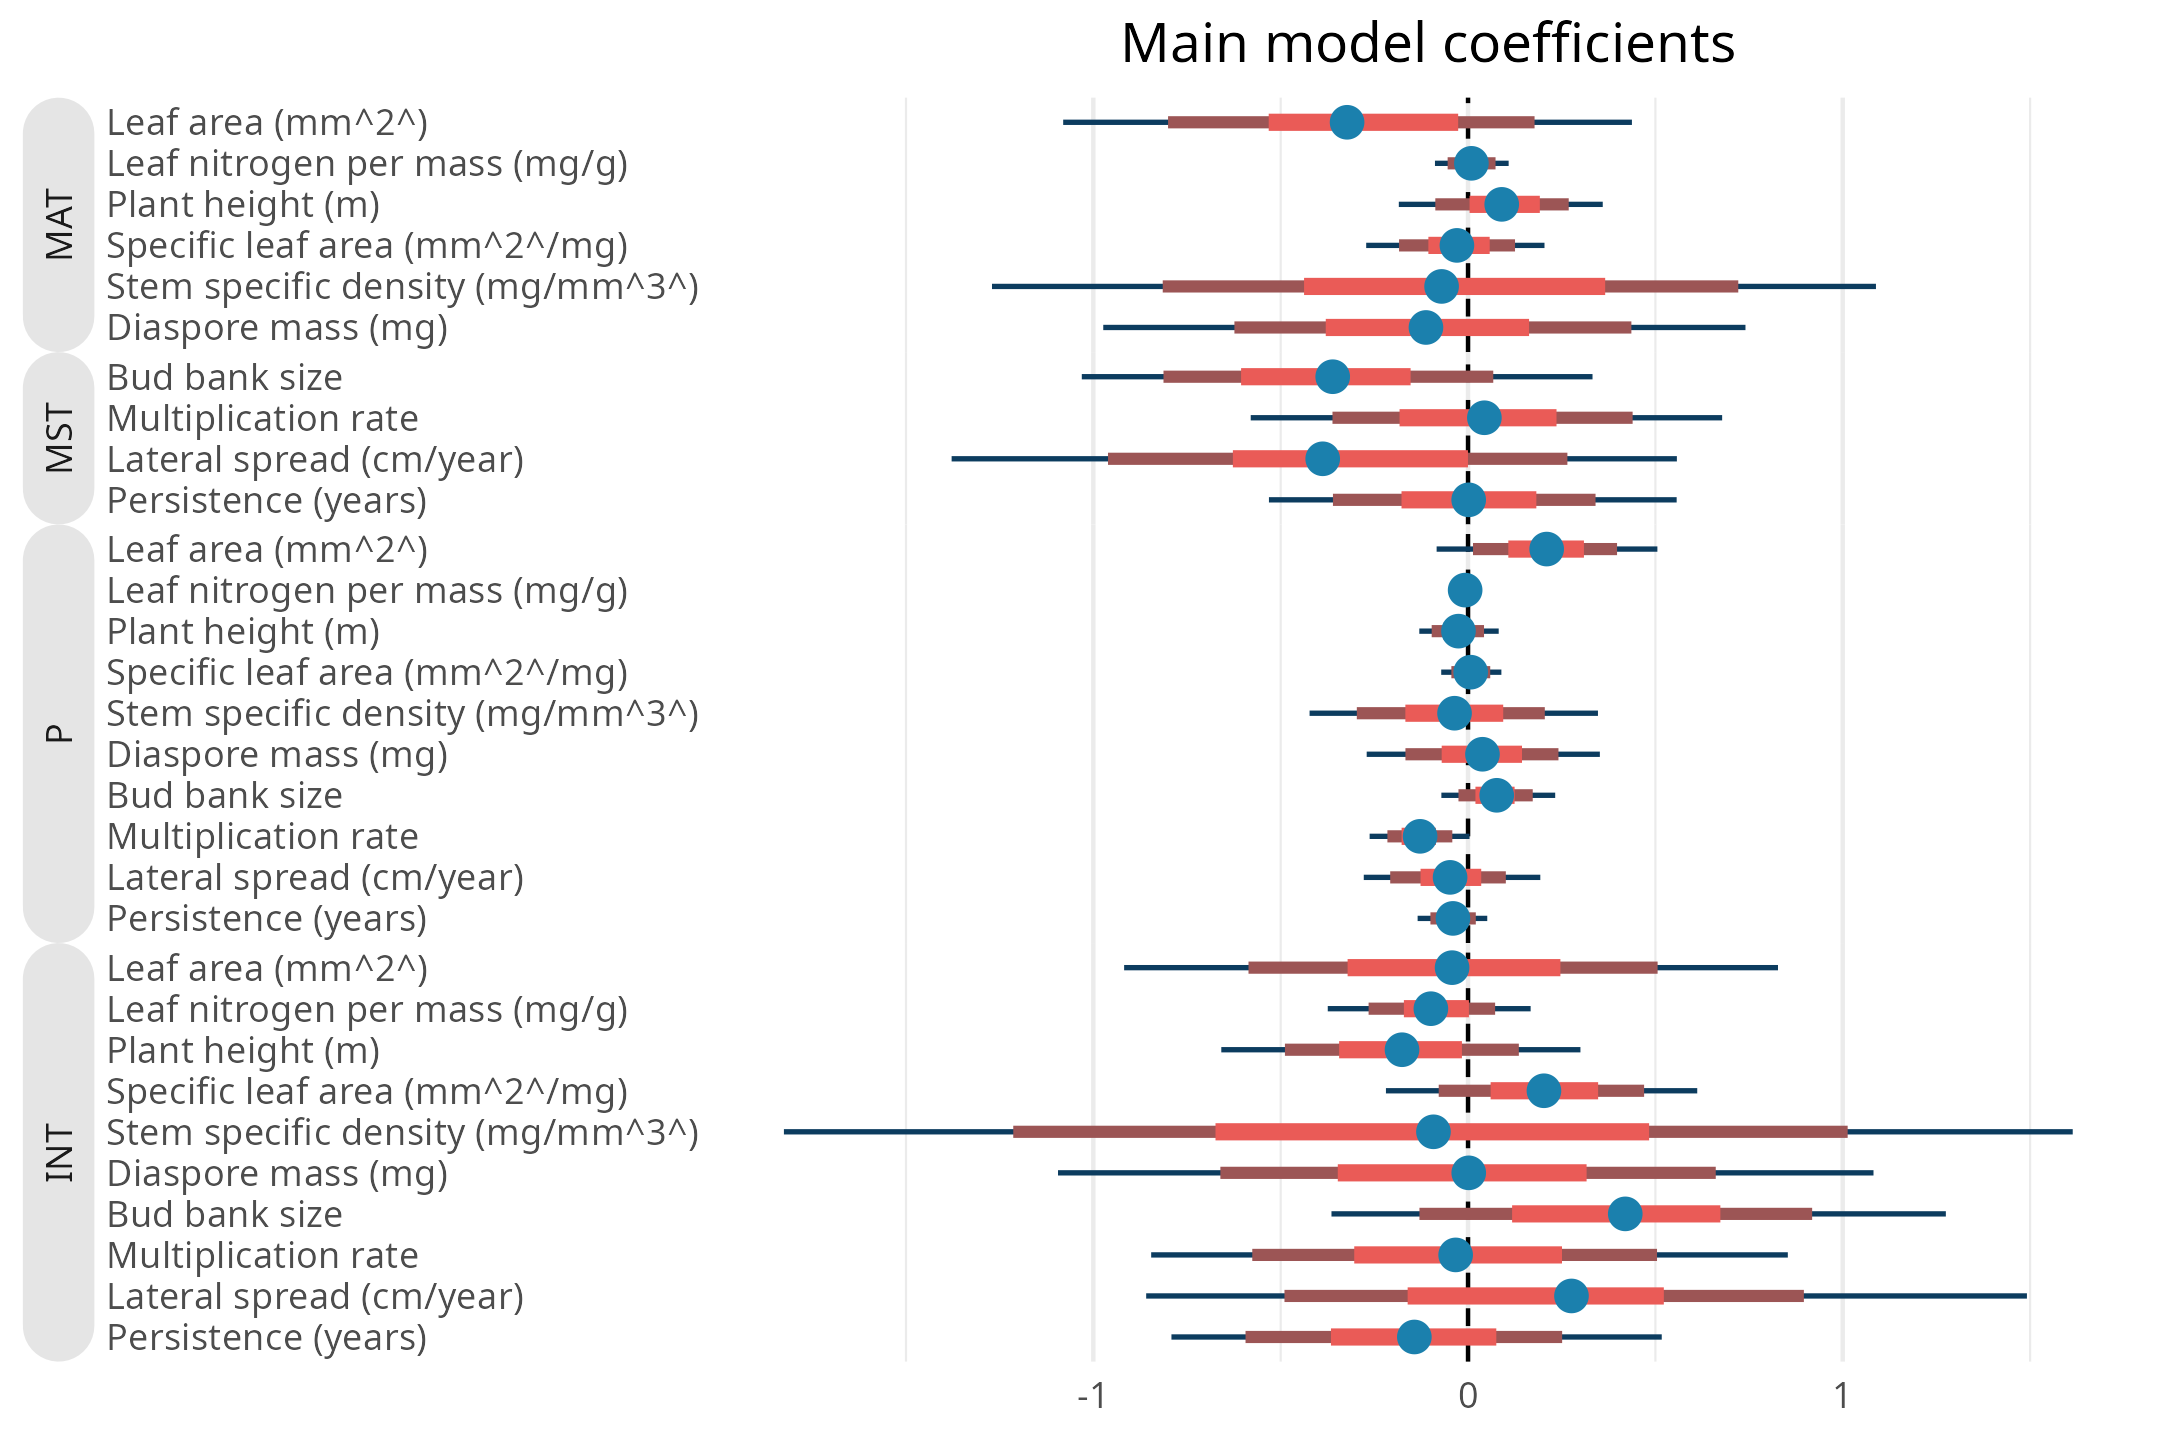 Main model coefficients
MAT
Leaf area (mm^2^)
Leaf nitrogen per mass (mg/g)
Plant height (m)
Specific leaf area (mm^2^/mg)
Stem specific density (mg/mm^3^)
Diaspore mass (mg)
MST
Bud bank size
Multiplication rate
Lateral spread (cm/year)
Persistence (years)
P
Leaf area (mm^2^)
Leaf nitrogen per mass (mg/g)
Plant height (m)
Specific leaf area (mm^2^/mg)
Stem specific density (mg/mm^3^)
Diaspore mass (mg)
Bud bank size
Multiplication rate
Lateral spread (cm/year)
Persistence (years)
INT
Leaf area (mm^2^)
Leaf nitrogen per mass (mg/g)
Plant height (m)
Specific leaf area (mm^2^/mg)
Stem specific density (mg/mm^3^)
Diaspore mass (mg)
Bud bank size
Multiplication rate
Lateral spread (cm/year)
Persistence (years)
-1 0 1